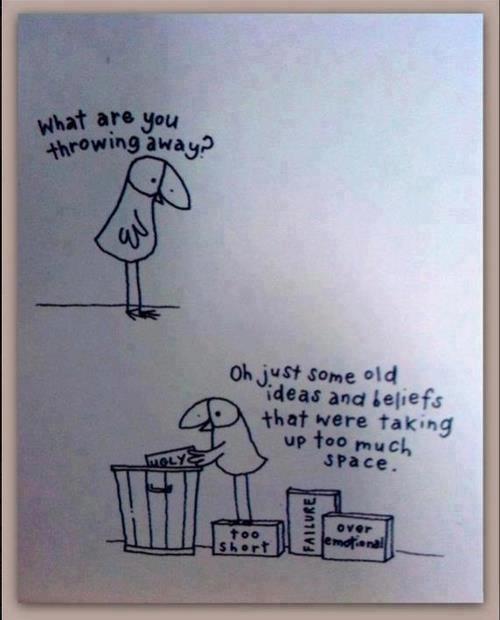 What are you
throwing away?
Oh just some old
ideas and beliefs
that were taking
up too much
space.
UGLY
too
short
FAILURE
over
emotional